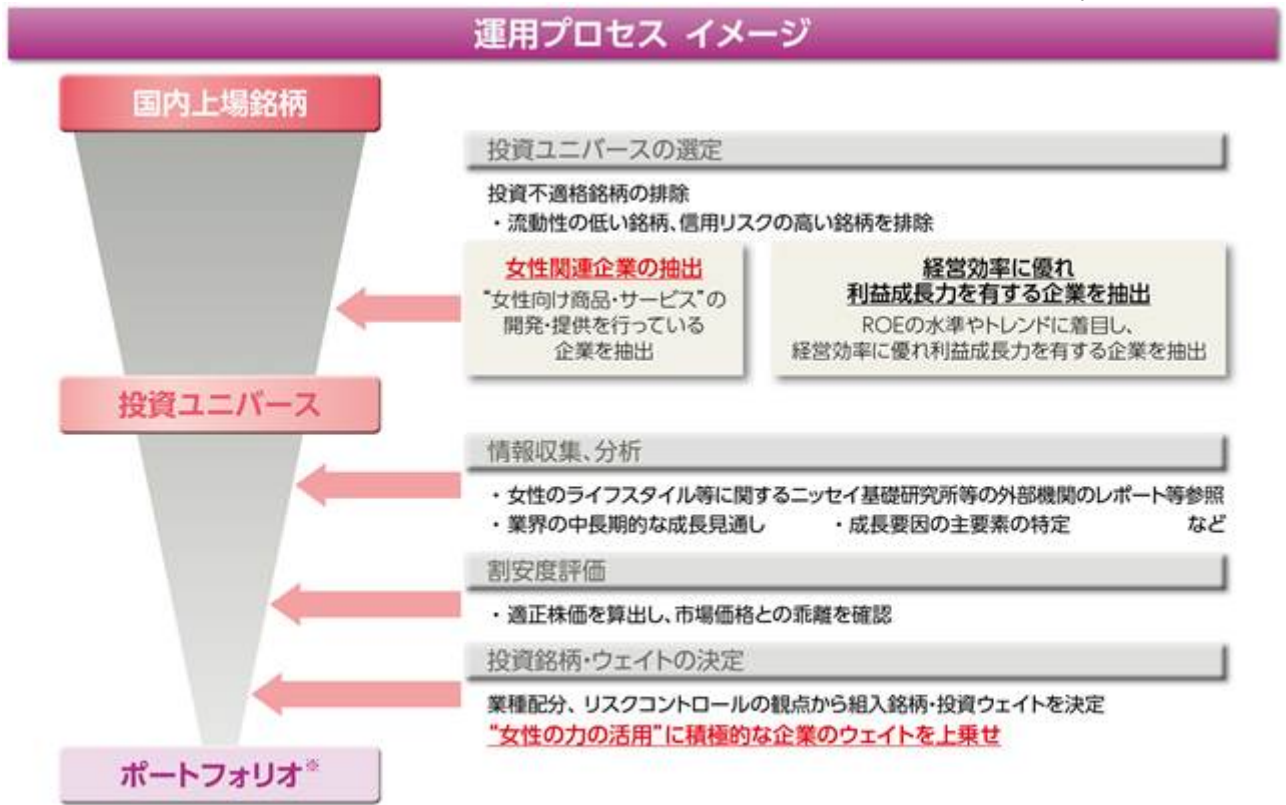 運用プロセス イメージ
国内上場銘柄
投資ユニバースの選定
投資不適格銘柄の排除
・流動性の低い銘柄、信用リスクの高い銘柄を排除
女性関連企業の抽出
“女性向け商品・サービス”の
開発・提供を行っている
企業を抽出
経営効率に優れ
利益成長力を有する企業を抽出
ROEの水準やトレンドに着目し、
経営効率に優れ利益成長力を有する企業を抽出
投資ユニバース
情報収集、分析
・女性のライフスタイル等に関するニッセイ基礎研究所等の外部機関のレポート等参照
・業界の中長期的な成長見通し ・成長要因の主要素の特定 など
割安度評価
・適正株価を算出し、市場価格との乖離を確認
投資銘柄・ウェイトの決定
業種配分、リスクコントロールの観点から組入銘柄・投資ウェイトを決定
“女性の力の活用”に積極的な企業のウェイトを上乗せ
ポートフォリオ※